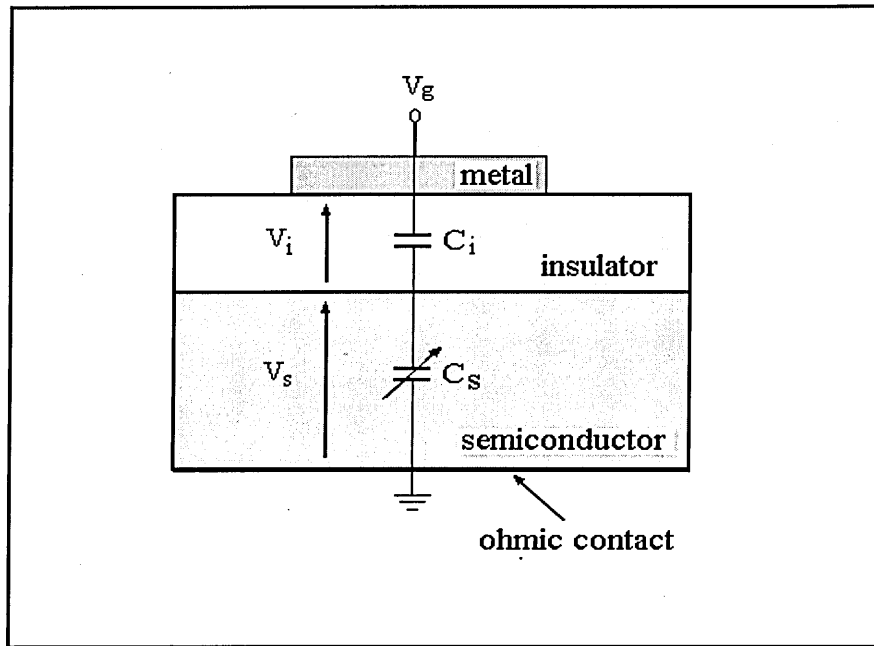 Vg
metal
Vi
Ci
insulator
Vs
Cs
semiconductor
ohmic contact